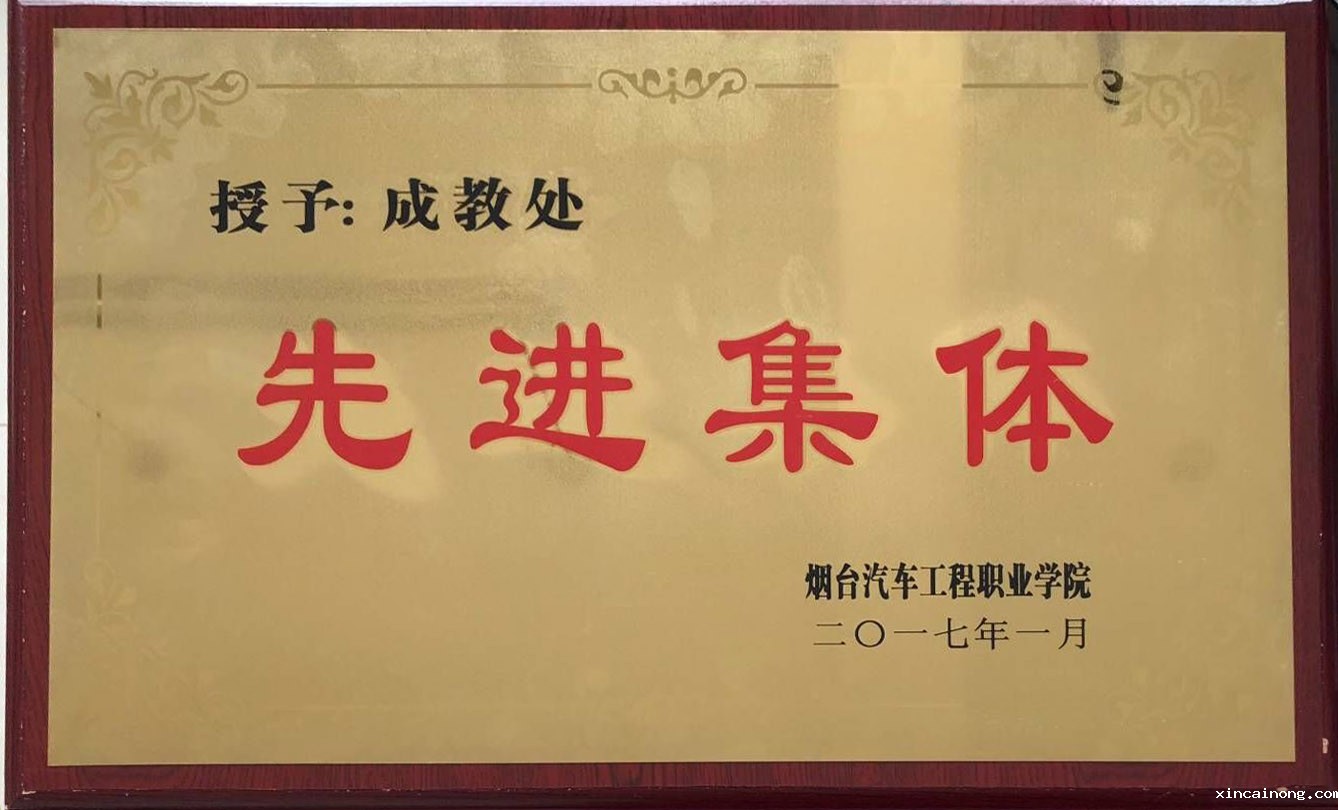 授予:成教处
先进集体
烟台汽车工程职业学院
二〇一七年一月
xincainong.com